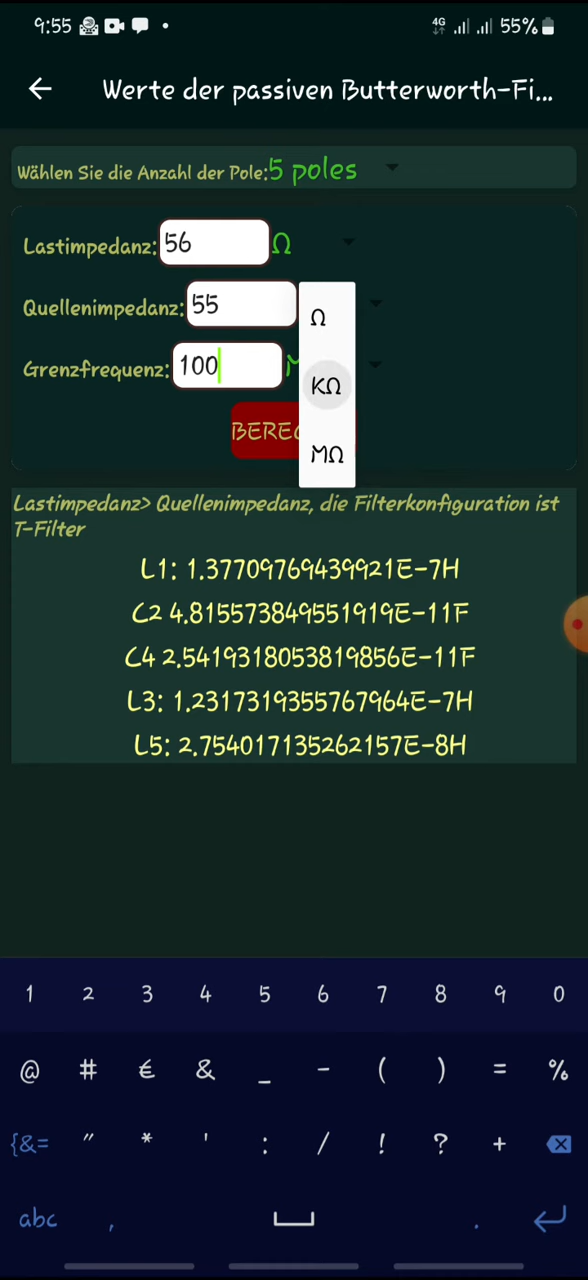 9:55 4G 55%
Werte der passiven Butterworth-Fi...
Wählen Sie die Anzahl der Pole:5 poles
Lastimpedanz: 56 Ω
Quellenimpedanz: 55
Ω
Grenzfrequenz: 100 M
KΩ
BEREC
MΩ
Lastimpedanz> Quellenimpedanz, die Filterkonfiguration ist
T-Filter
L1: 1.37709769439921E-7H
C2 4.815573849551919E-11F
C4 2.5419318053819856E-11F
L3: 1.2317319355767964E-7H
L5: 2.754017135262157E-8H
1 2 3 4 5 6 7 8 9 0
@ # € & _ - ( ) = %
{&= " * ' : / ! ? +
abc , .